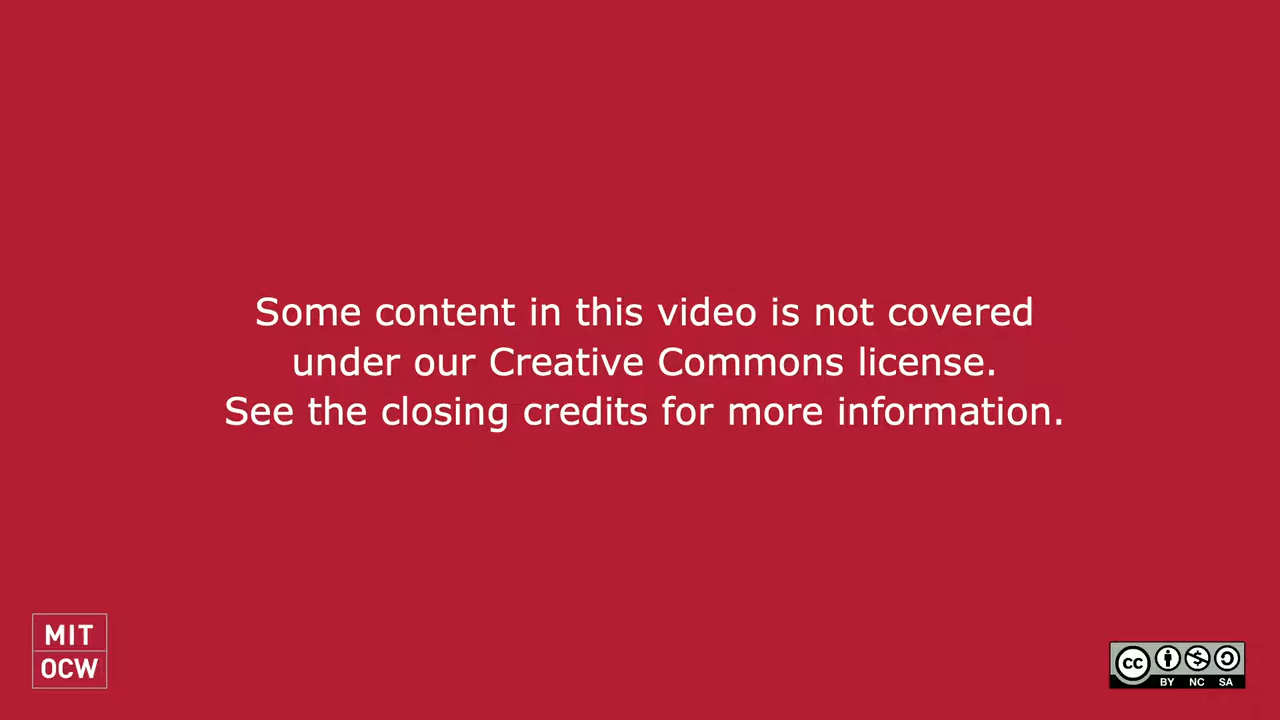 Some content in this video is not covered
under our Creative Commons license.
See the closing credits for more information.
MIT
OCW
cc
BY NC SA